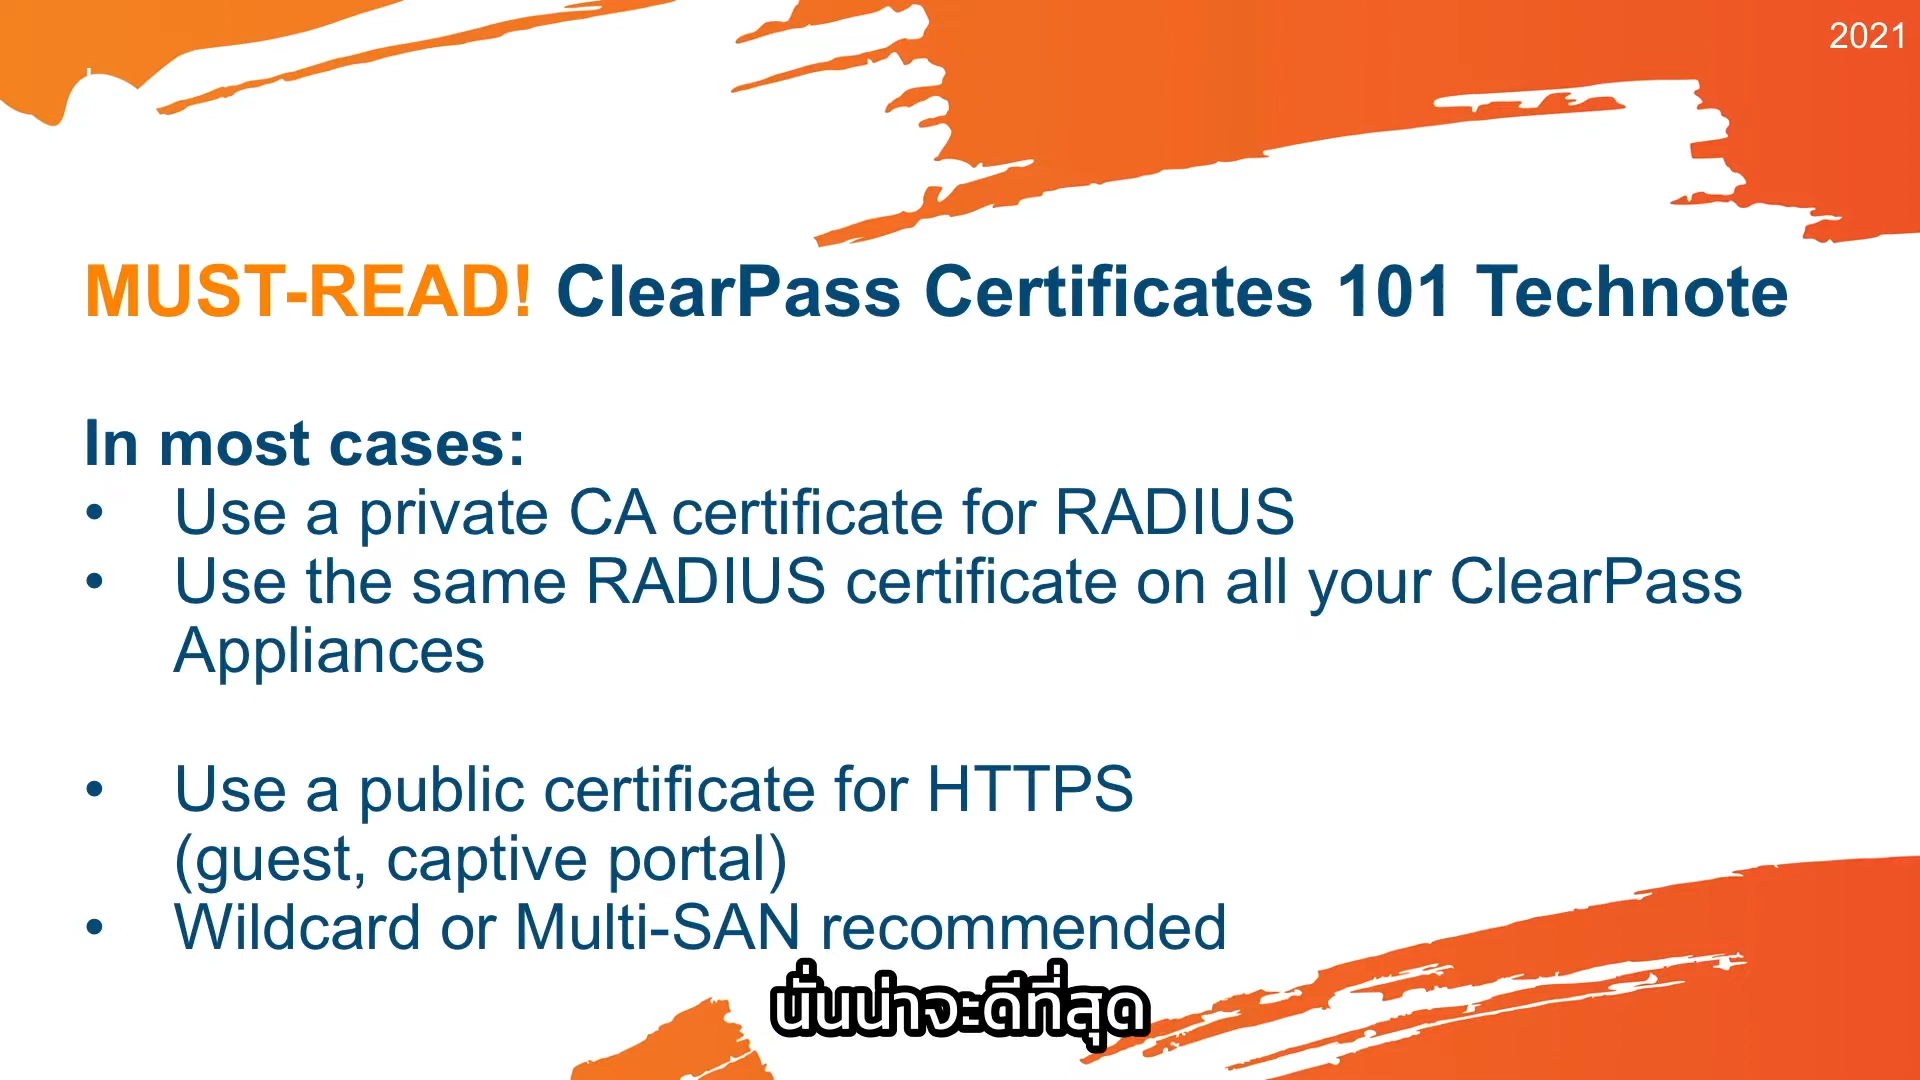 2021
MUST-READ! ClearPass Certificates 101 Technote
In most cases:
• Use a private CA certificate for RADIUS
• Use the same RADIUS certificate on all your ClearPass
Appliances
• Use a public certificate for HTTPS
(guest, captive portal)
• Wildcard or Multi-SAN recommended
นั่นน่าจะดีที่สุด